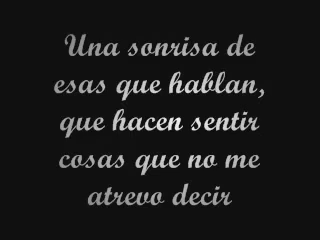 Una sonrisa de
esas que hablan,
que hacen sentir
cosas que no me
atrevo decir